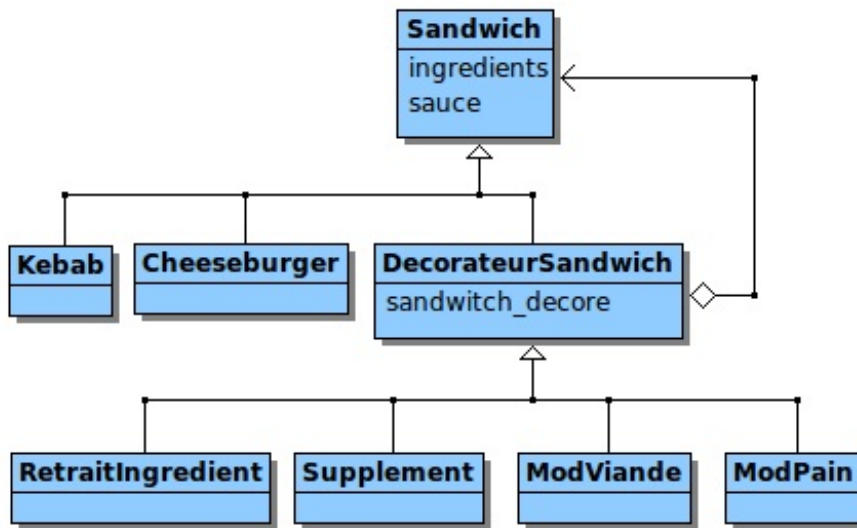 Sandwich
ingredients
sauce
Kebab
Cheeseburger
DecorateurSandwich
sandwitch_decore
RetraitIngredient
Supplement
ModViande
ModPain